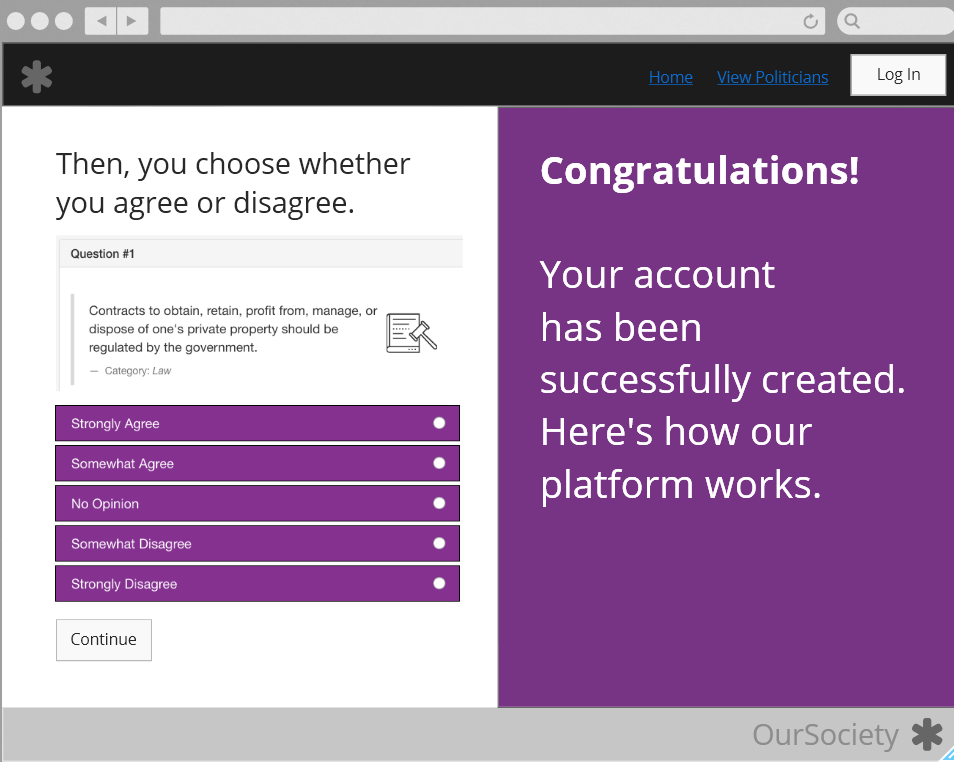 Home View Politicians Log In
Then, you choose whether
you agree or disagree.
Question #1
Contracts to obtain, retain, profit from, manage, or
dispose of one's private property should be
regulated by the government.
— Category: Law
Strongly Agree
Somewhat Agree
No Opinion
Somewhat Disagree
Strongly Disagree
Continue
Congratulations!
Your account
has been
successfully created.
Here's how our
platform works.
OurSociety